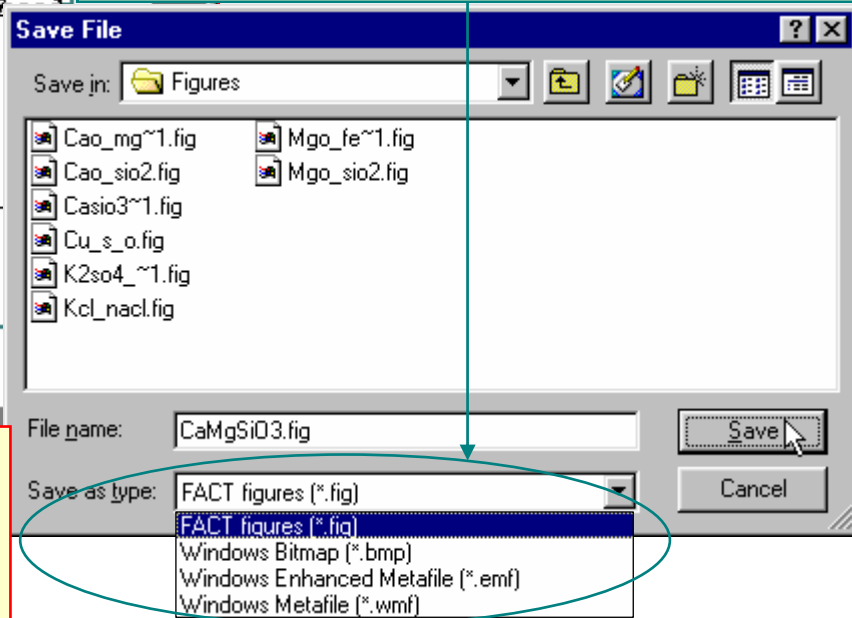 Save File
Save in: Figures
Cao_mg~1.fig
Cao_sio2.fig
Casio3~1.fig
Cu_s_o.fig
K2so4_~1.fig
Kcl_nacl.fig
Mgo_fe~1.fig
Mgo_sio2.fig
File name: CaMgSiO3.fig
Save
Save as type: FACT figures (*.fig)
Cancel
FACT figures (*.fig)
Windows Bitmap (*.bmp)
Windows Enhanced Metafile (*.emf)
Windows Metafile (*.wmf)